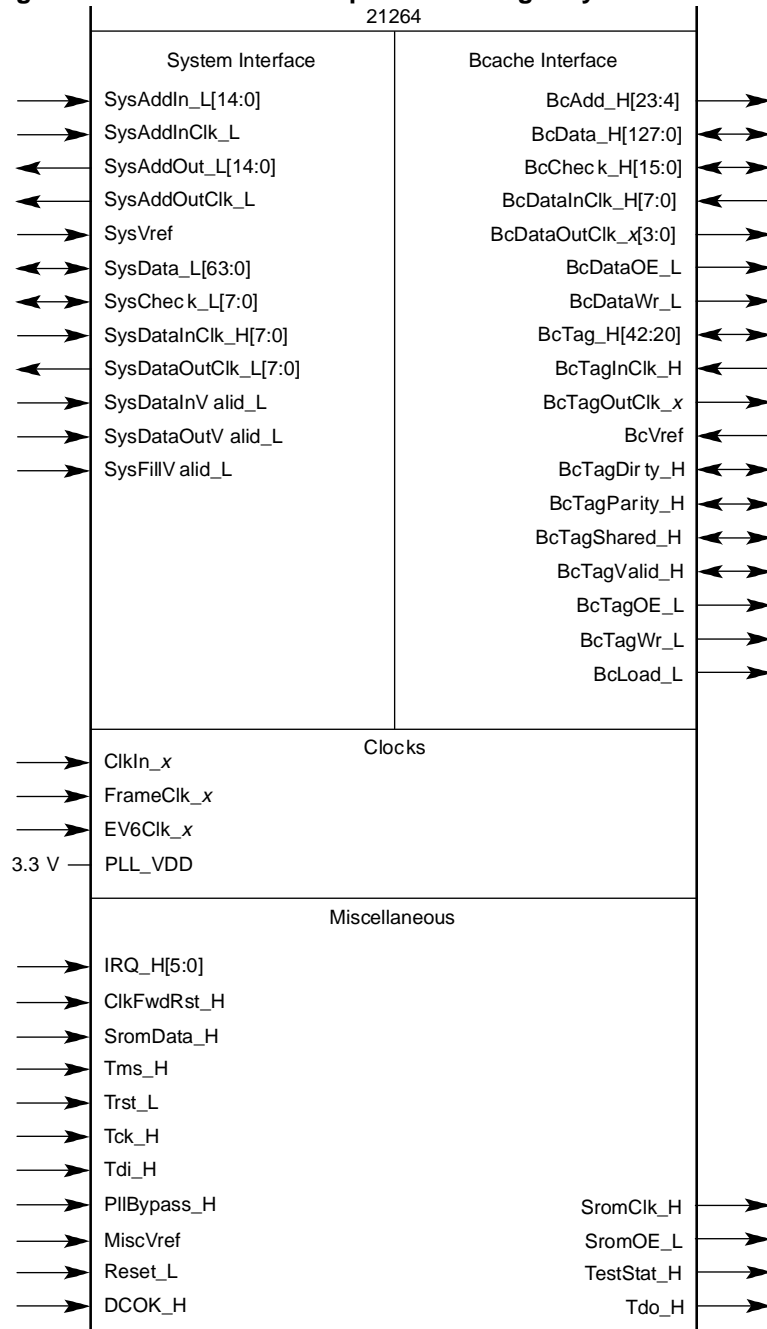 21264
System Interface
SysAddIn_L[14:0]
SysAddInClk_L
SysAddOut_L[14:0]
SysAddOutClk_L
SysVref
SysData_L[63:0]
SysCheck_L[7:0]
SysDataInClk_H[7:0]
SysDataOutClk_L[7:0]
SysDataInValid_L
SysDataOutValid_L
SysFillValid_L
Bcache Interface
BcAdd_H[23:4]
BcData_H[127:0]
BcCheck_H[15:0]
BcDataInClk_H[7:0]
BcDataOutClk_x[3:0]
BcDataOE_L
BcDataWr_L
BcTag_H[42:20]
BcTagInClk_H
BcTagOutClk_x
BcVref
BcTagDirty_H
BcTagParity_H
BcTagShared_H
BcTagValid_H
BcTagOE_L
BcTagWr_L
BcLoad_L
Clocks
ClkIn_x
FrameClk_x
EV6Clk_x
3.3 V
PLL_VDD
Miscellaneous
IRQ_H[5:0]
ClkFwdRst_H
SromData_H
Tms_H
Trst_L
Tck_H
Tdi_H
PllBypass_H
MiscVref
Reset_L
DCOK_H
SromClk_H
SromOE_L
TestStat_H
Tdo_H